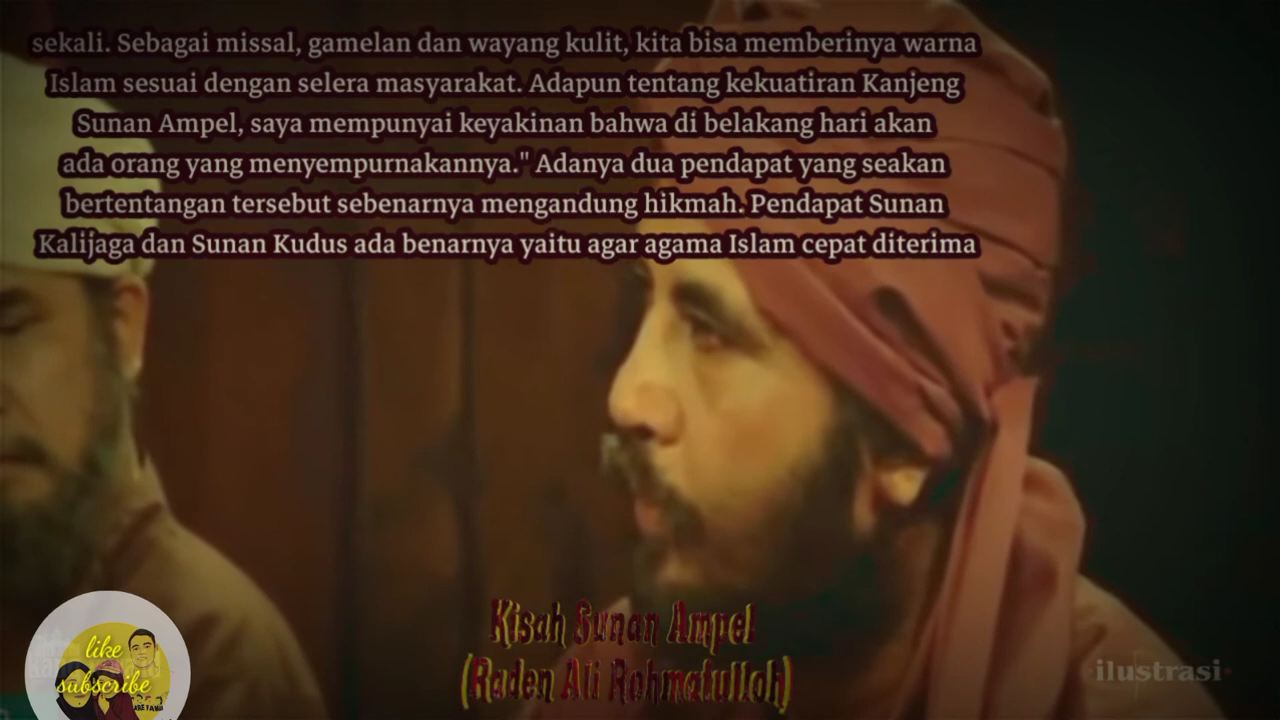 sekali. Sebagai missal, gamelan dan wayang kulit, kita bisa memberinya warna
Islam sesuai dengan selera masyarakat. Adapun tentang kekuatiran Kanjeng
Sunan Ampel, saya mempunyai keyakinan bahwa di belakang hari akan
ada orang yang menyempurnakannya." Adanya dua pendapat yang seakan
bertentangan tersebut sebenarnya mengandung hikmah. Pendapat Sunan
Kalijaga dan Sunan Kudus ada benarnya yaitu agar agama Islam cepat diterima
Kisah Sunan Ampel
(Raden Ali Rohmatulloh)
like
subscribe
ilustrasi